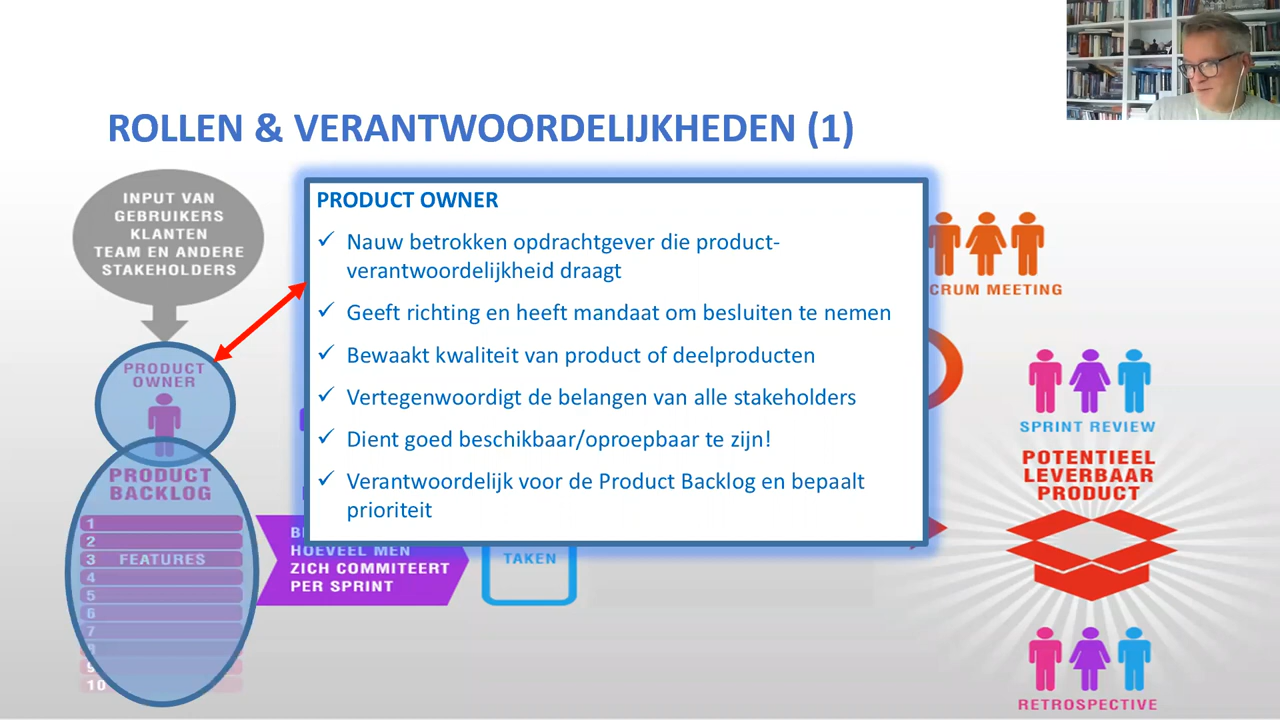 ROLLEN & VERANTWOORDELIJKHEDEN (1)
INPUT VAN
GEBRUIKERS
KLANTEN
TEAM EN ANDERE
STAKEHOLDERS
PRODUCT
OWNER
PRODUCT
BACKLOG
1
2
3 FEATURES
4
5
6
7
8
9
10
PRODUCT OWNER
✓ Nauw betrokken opdrachtgever die product-
verantwoordelijkheid draagt
✓ Geeft richting en heeft mandaat om besluiten te nemen
✓ Bewaakt kwaliteit van product of deelproducten
✓ Vertegenwoordigt de belangen van alle stakeholders
✓ Dient goed beschikbaar/oproepbaar te zijn!
✓ Verantwoordelijk voor de Product Backlog en bepaalt
prioriteit
HOEVEEL MEN
ZICH COMMITEERT
PER SPRINT
TAKEN
CRUM MEETING
SPRINT REVIEW
POTENTIEEL
LEVERBAAR
PRODUCT
RETROSPECTIVE